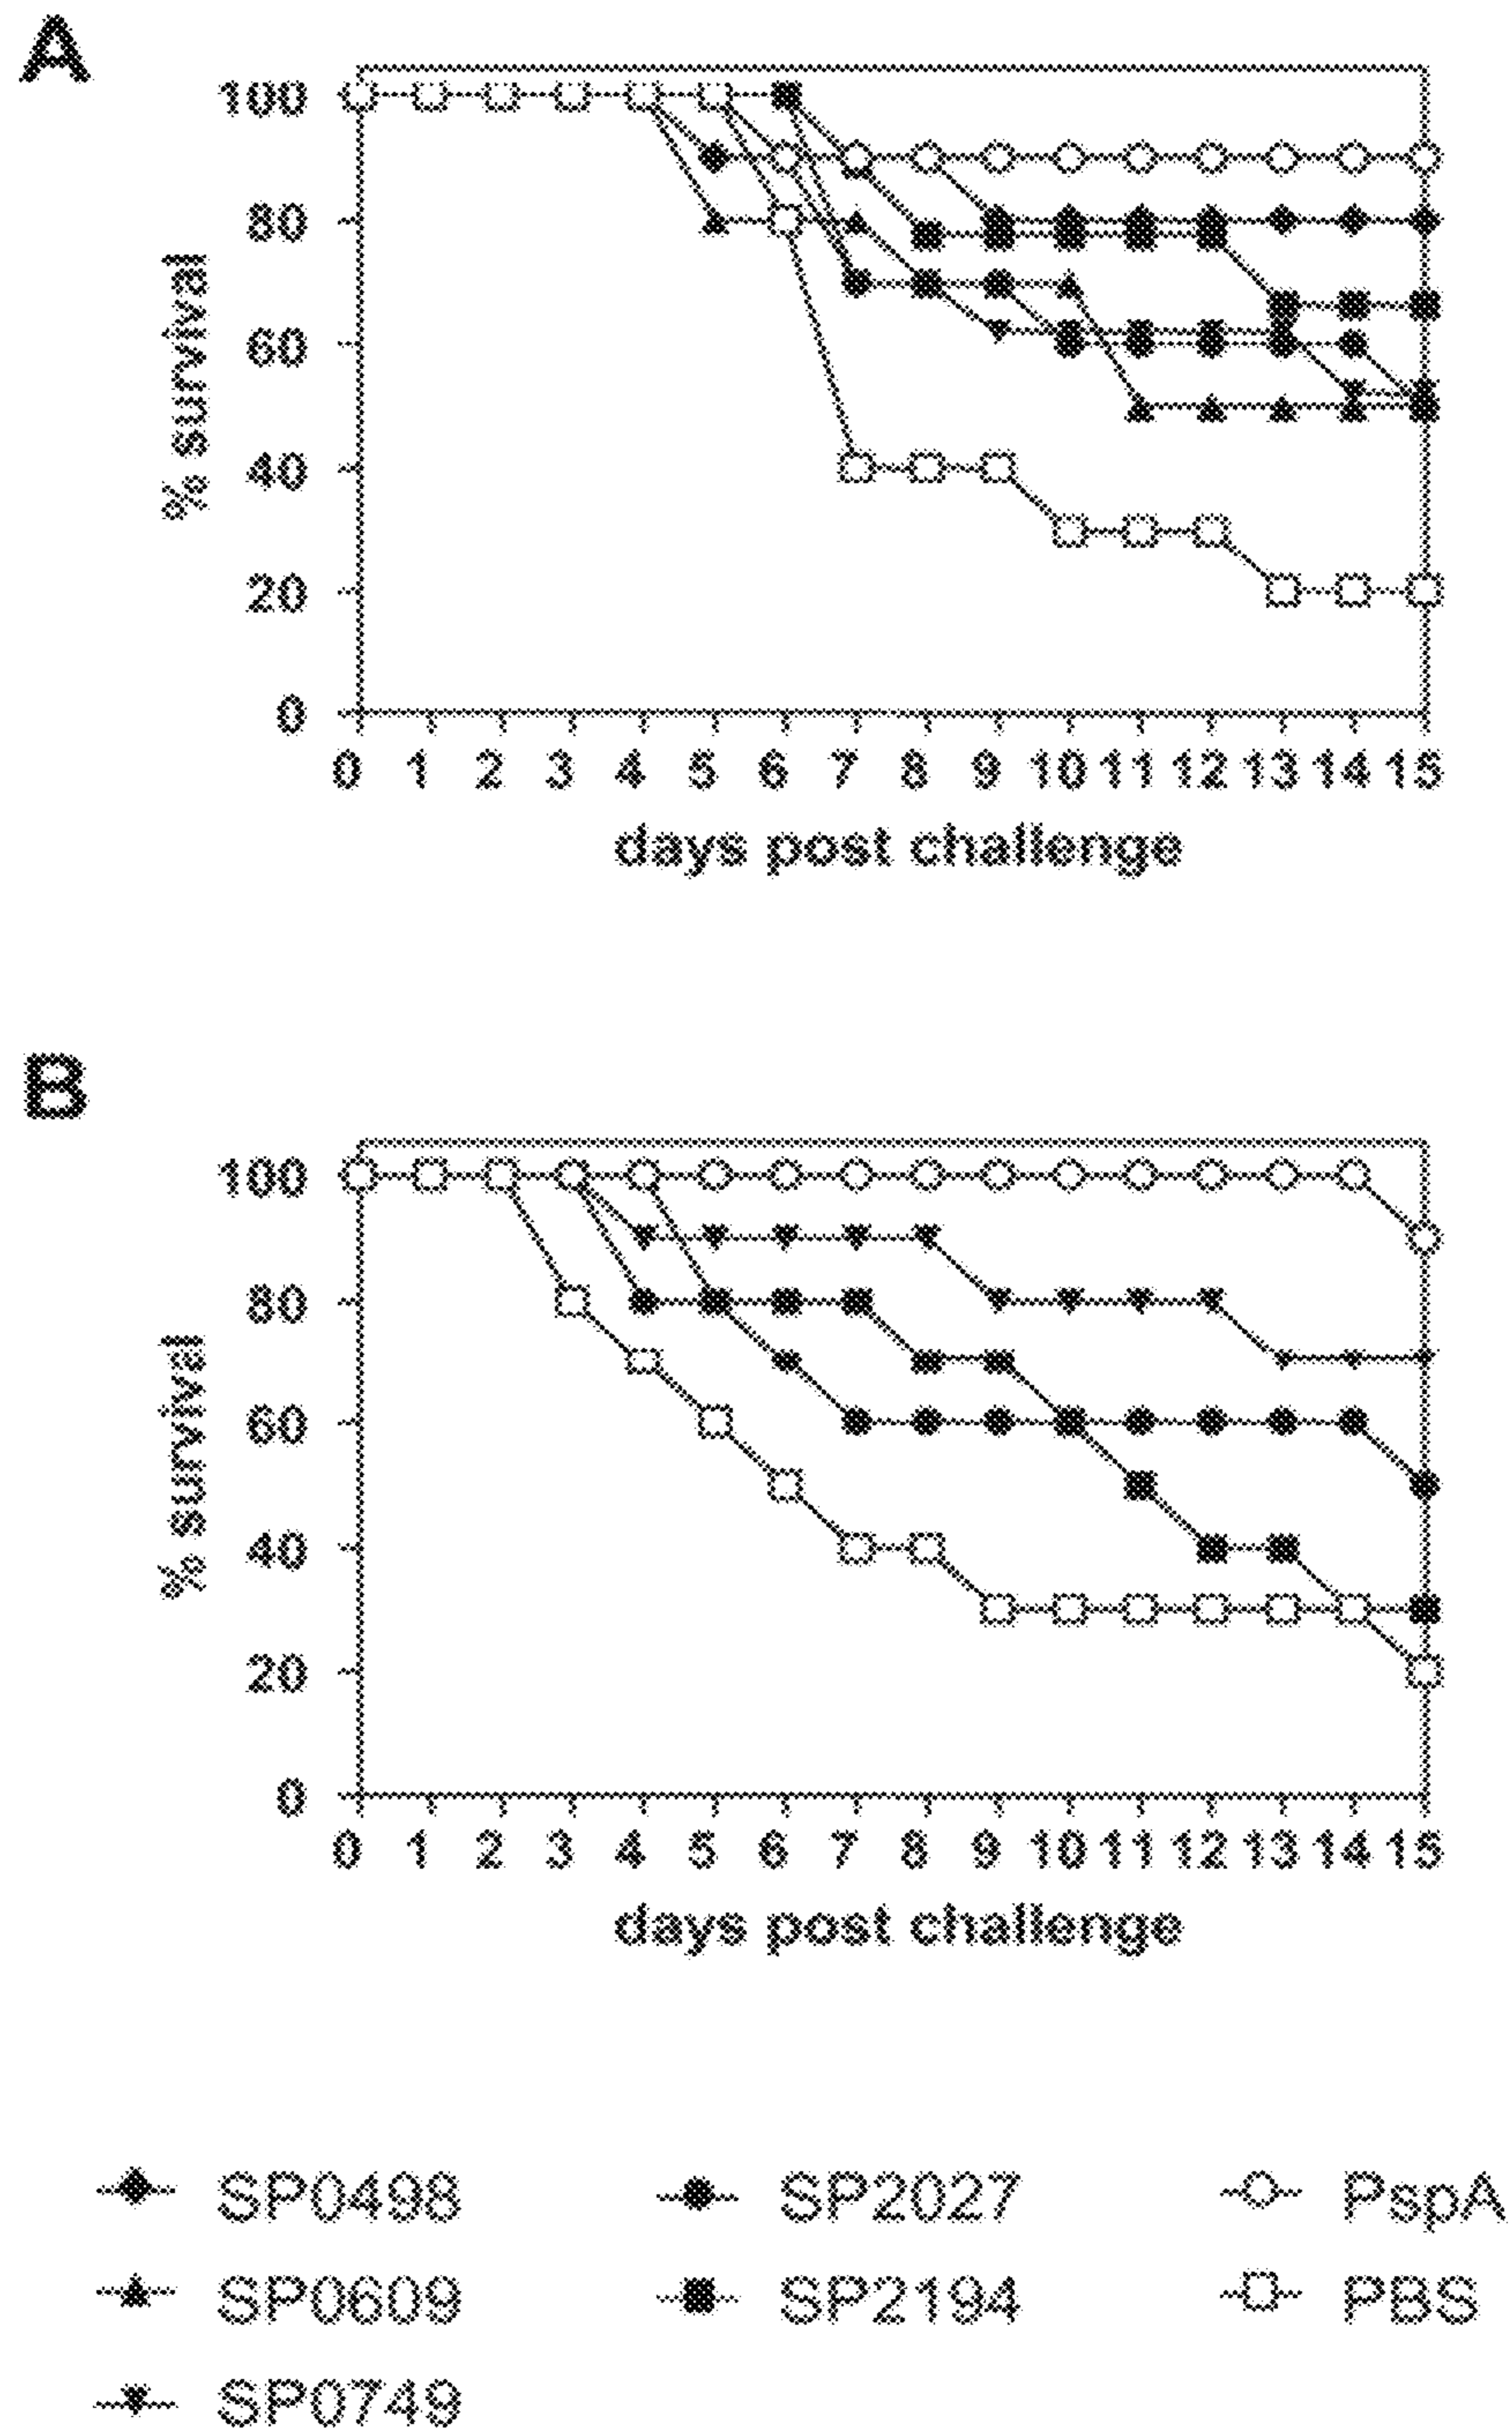 A
100
80
60
40
20
0
% survival
0 1 2 3 4 5 6 7 8 9 10 11 12 13 14 15
days post challenge
B
100
80
60
40
20
0
% survival
0 1 2 3 4 5 6 7 8 9 10 11 12 13 14 15
days post challenge
SP0498 SP2027 PspA
SP0609 SP2194 PBS
SP0749